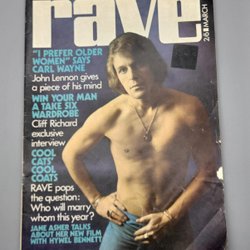 rave
2/6 MARCH
"I PREFER OLDER
WOMEN" SAYS
CARL WAYNE
John Lennon gives
a piece of his mind
WIN YOUR MAN
A TAKE SIX
WARDROBE
Cliff Richard
exclusive
interview
COOL
CATS'
COOL
COATS
RAVE pops
the question:
Who will marry
whom this year?
JANE ASHER TALKS
ABOUT HER NEW FILM
WITH HYWEL BENNETT